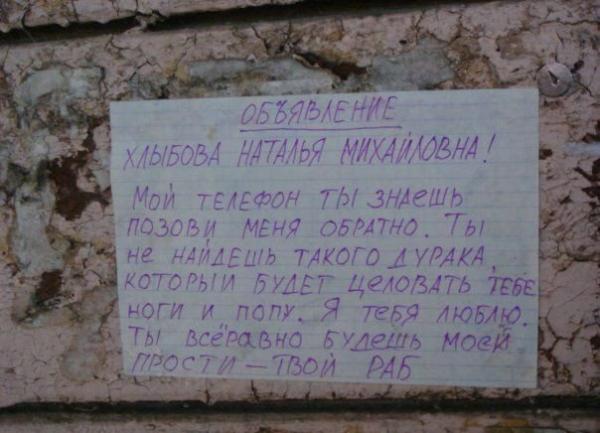 ОБЪЯВЛЕНИЕ
ХЛЫБОВА НАТАЛЬЯ МИХАЙЛОВНА!
МОЙ ТЕЛЕФОН ТЫ ЗНАЕШЬ
ПОЗОВИ МЕНЯ ОБРАТНО. ТЫ
НЕ НАЙДЕШЬ ТАКОГО ДУРАКА,
КОТОРЫЙ БУДЕТ ЦЕЛОВАТЬ ТЕБЕ
НОГИ И ПОПУ. Я ТЕБЯ ЛЮБЛЮ.
ТЫ ВСЁРАВНО БУДЕШЬ МОЕЙ
ПРОСТИ — ТВОЙ РАБ